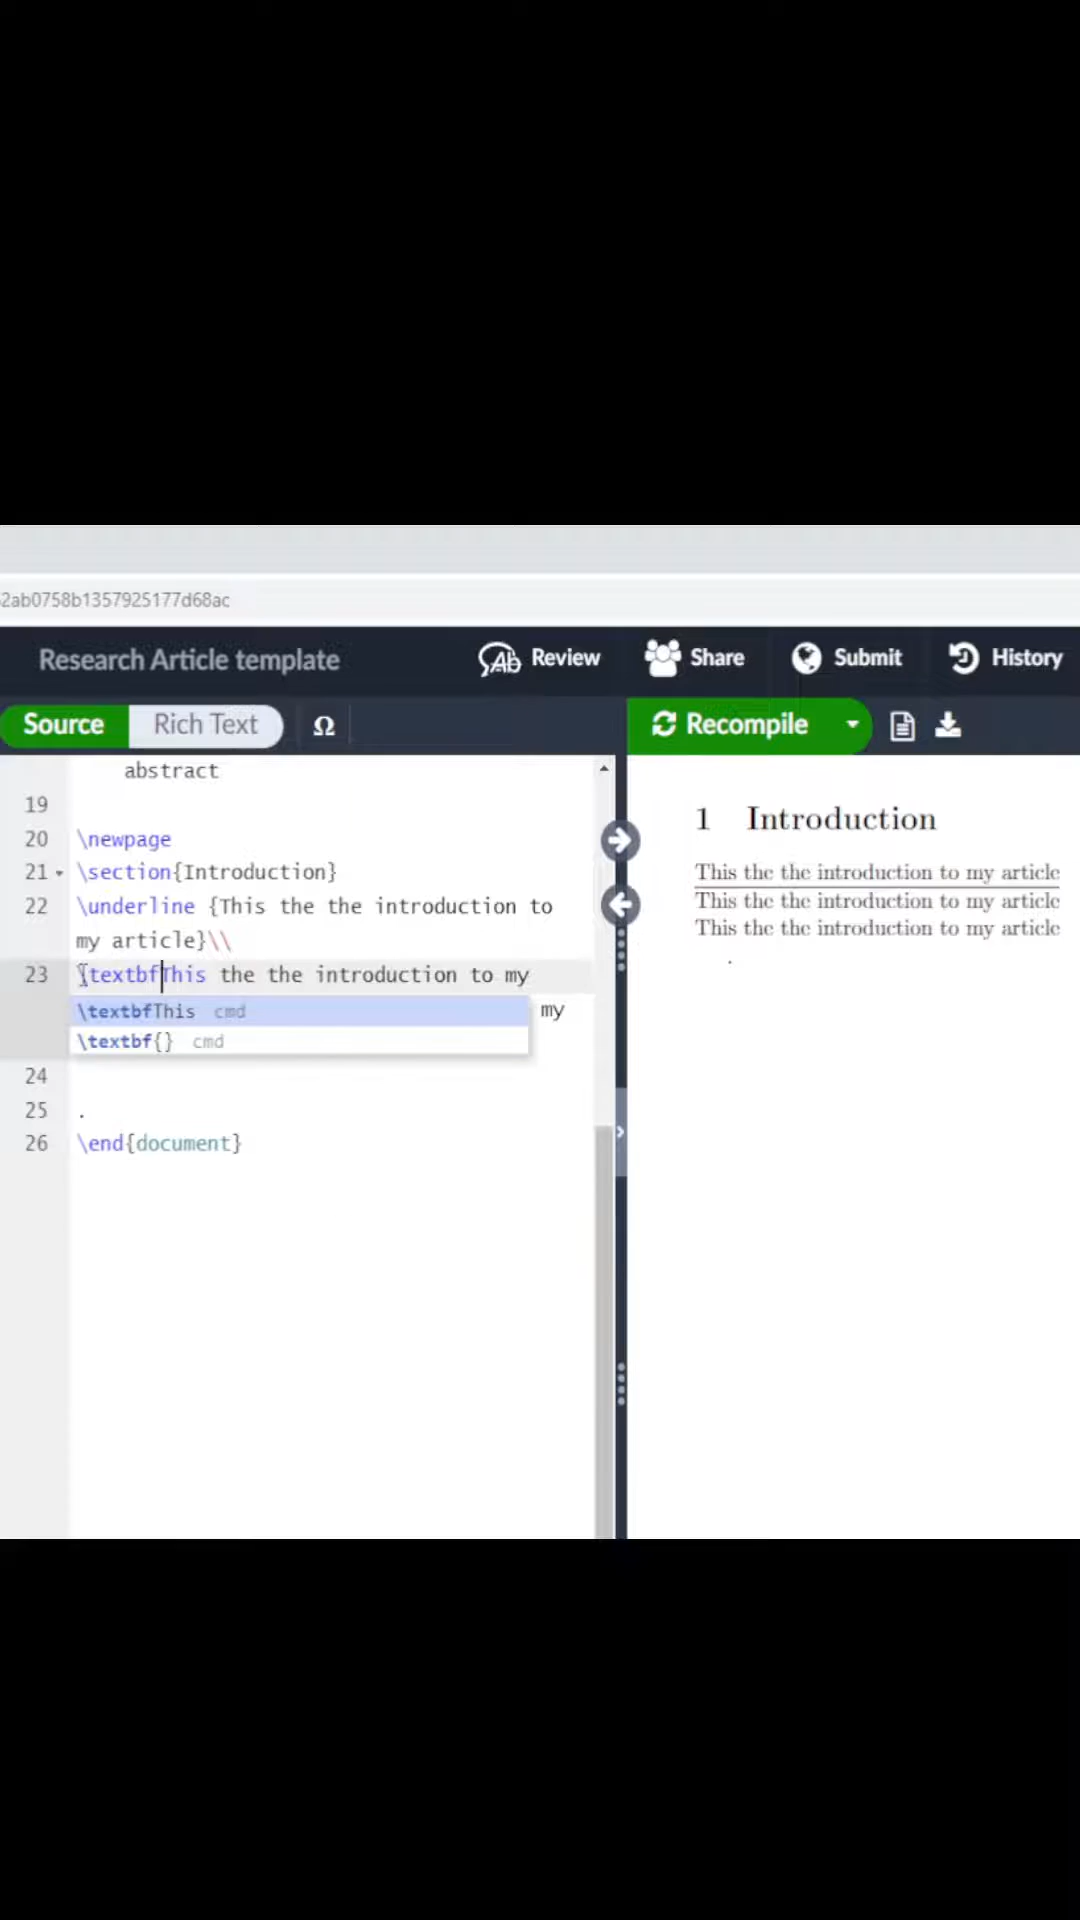 2ab0758b1357925177d68ac
Research Article template Review Share Submit History
Source Rich Text Ω Recompile
abstract
19
20 \newpage
21 \section{Introduction}
22 \underline {This the the introduction to
my article}\\
23 \textbfThis the the introduction to my
\textbfThis cmd my
\textbf{} cmd
24
25 .
26 \end{document}
1 Introduction
This the the introduction to my article
This the the introduction to my article
This the the introduction to my article
.